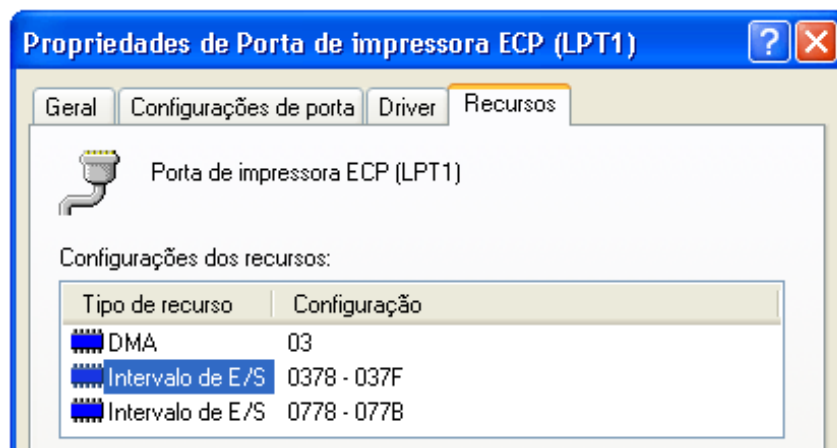 Propriedades de Porta de impressora ECP (LPT1) ? X
Geral Configurações de porta Driver Recursos
Porta de impressora ECP (LPT1)
Configurações dos recursos:
Tipo de recurso Configuração
DMA 03
Intervalo de E/S 0378 - 037F
Intervalo de E/S 0778 - 077B